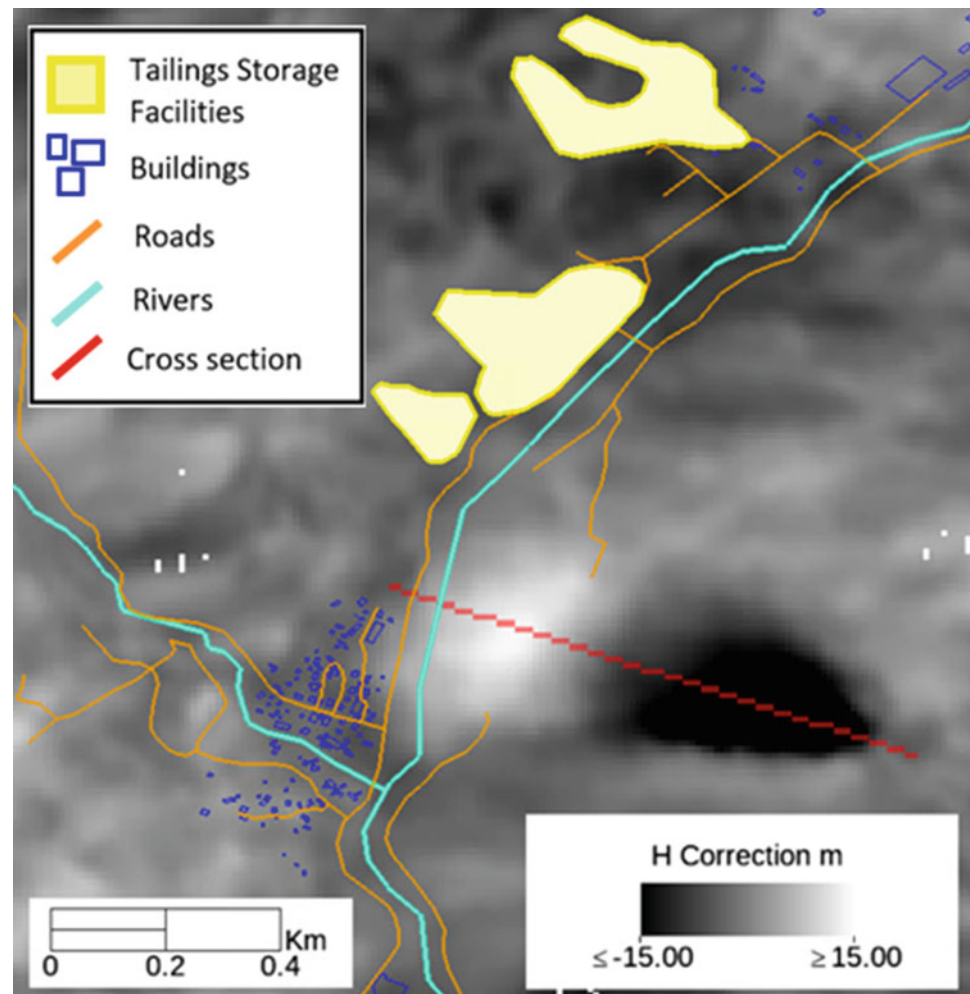 Tailings Storage
Facilities
Buildings
Roads
Rivers
Cross section
H Correction m
≤ -15.00 ≥ 15.00
Km
0 0.2 0.4